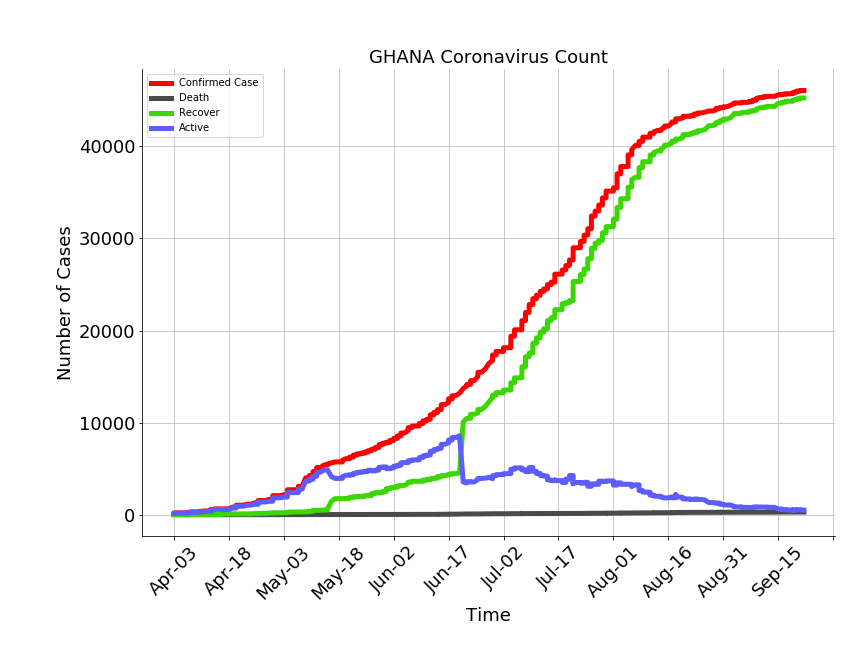 GHANA Coronavirus Count
Confirmed Case
Death
Recover
Active
Number of Cases
40000
30000
20000
10000
0
Apr-03
Apr-18
May-03
May-18
Jun-02
Jun-17
Jul-02
Jul-17
Aug-01
Aug-16
Aug-31
Sep-15
Time